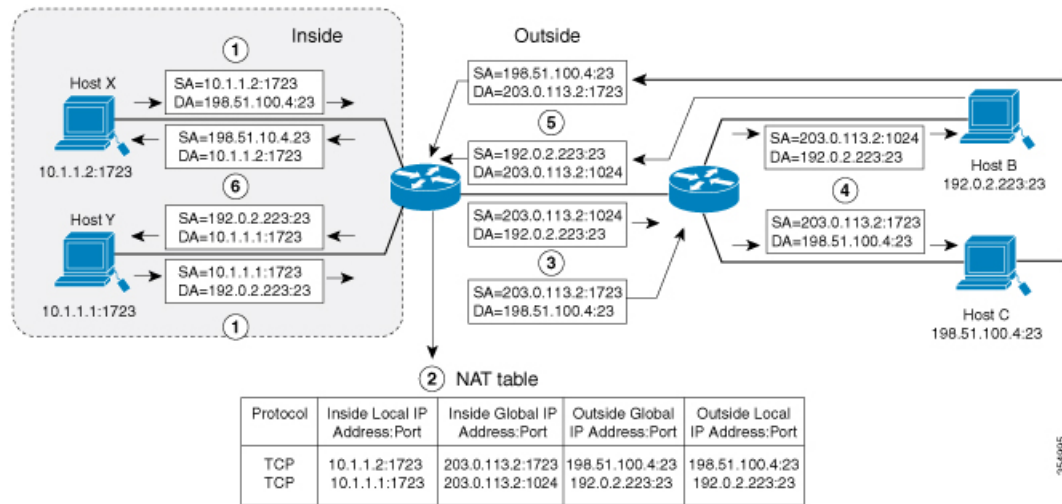 Inside
Outside
1
Host X
SA=10.1.1.2:1723
DA=198.51.100.4:23
SA=198.51.10.4.23
DA=10.1.1.2:1723
10.1.1.2:1723
6
Host Y
SA=192.0.2.223:23
DA=10.1.1.1:1723
SA=10.1.1.1:1723
DA=192.0.2.223:23
10.1.1.1:1723
1
SA=198.51.100.4:23
DA=203.0.113.2:1723
5
SA=192.0.2.223:23
DA=203.0.113.2:1024
SA=203.0.113.2:1024
DA=192.0.2.223:23
3
SA=203.0.113.2:1723
DA=198.51.100.4:23
SA=203.0.113.2:1024
DA=192.0.2.223:23
4
SA=203.0.113.2:1723
DA=198.51.100.4:23
Host B
192.0.2.223:23
Host C
198.51.100.4:23
2 NAT table
Protocol Inside Local IP Address:Port Inside Global IP Address:Port Outside Global IP Address:Port Outside Local IP Address:Port
TCP 10.1.1.2:1723 203.0.113.2:1723 198.51.100.4:23 198.51.100.4:23
TCP 10.1.1.1:1723 203.0.113.2:1024 192.0.2.223:23 192.0.2.223:23